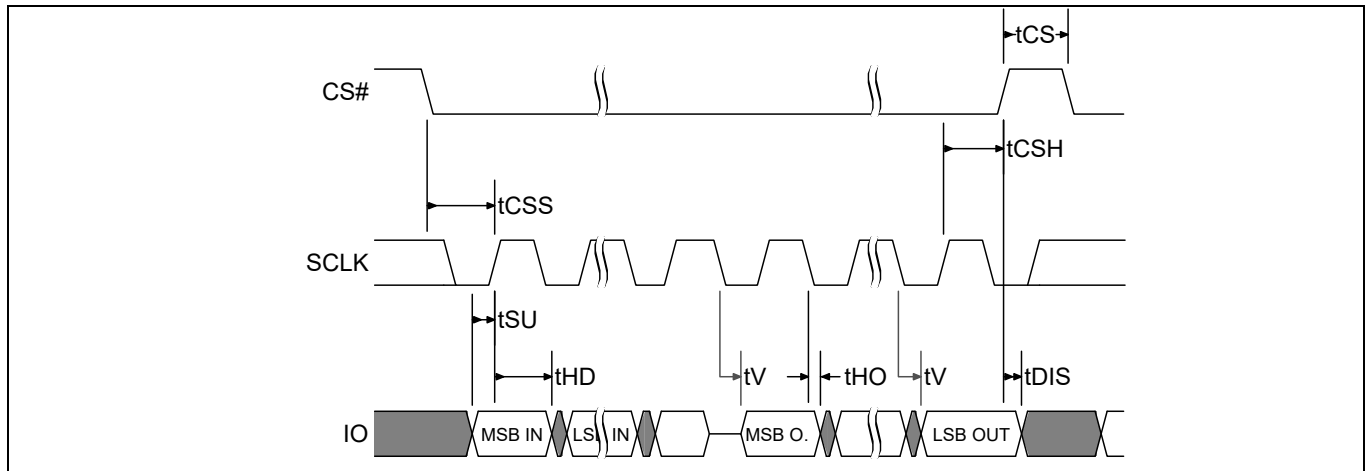 tCS
CS#
tCSH
tCSS
SCLK
tSU
tHD
tV
tHO
tV
tDIS
IO
MSB IN
IN
MSB O.
LSB OUT